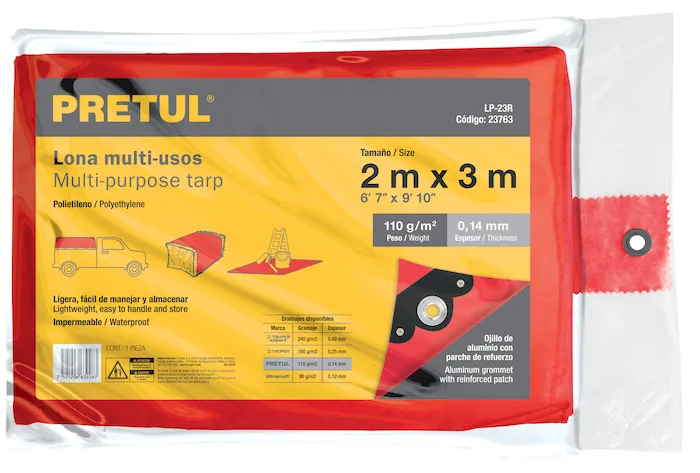 PRETUL®
LP-23R
Código: 23763
Lona multi-usos
Multi-purpose tarp
Polietileno / Polyethylene
Tamaño / Size
2 m x 3 m
6' 7" x 9' 10"
110 g/m²
Peso / Weight
0,14 mm
Espesor / Thickness
Ligera, fácil de manejar y almacenar
Lightweight, easy to handle and store
Impermeable / Waterproof
CONT.: 1 PIEZA
Gramajes disponibles
Marca Gramaje Espesor
TRUPER EXPERT 240 g/m2 0,40 mm
TRUPER 180 g/m2 0,25 mm
PRETUL 110 g/m2 0,14 mm
90 g/m2 0,12 mm
Ojillo de
aluminio con
parche de refuerzo
Aluminum grommet
with reinforced patch